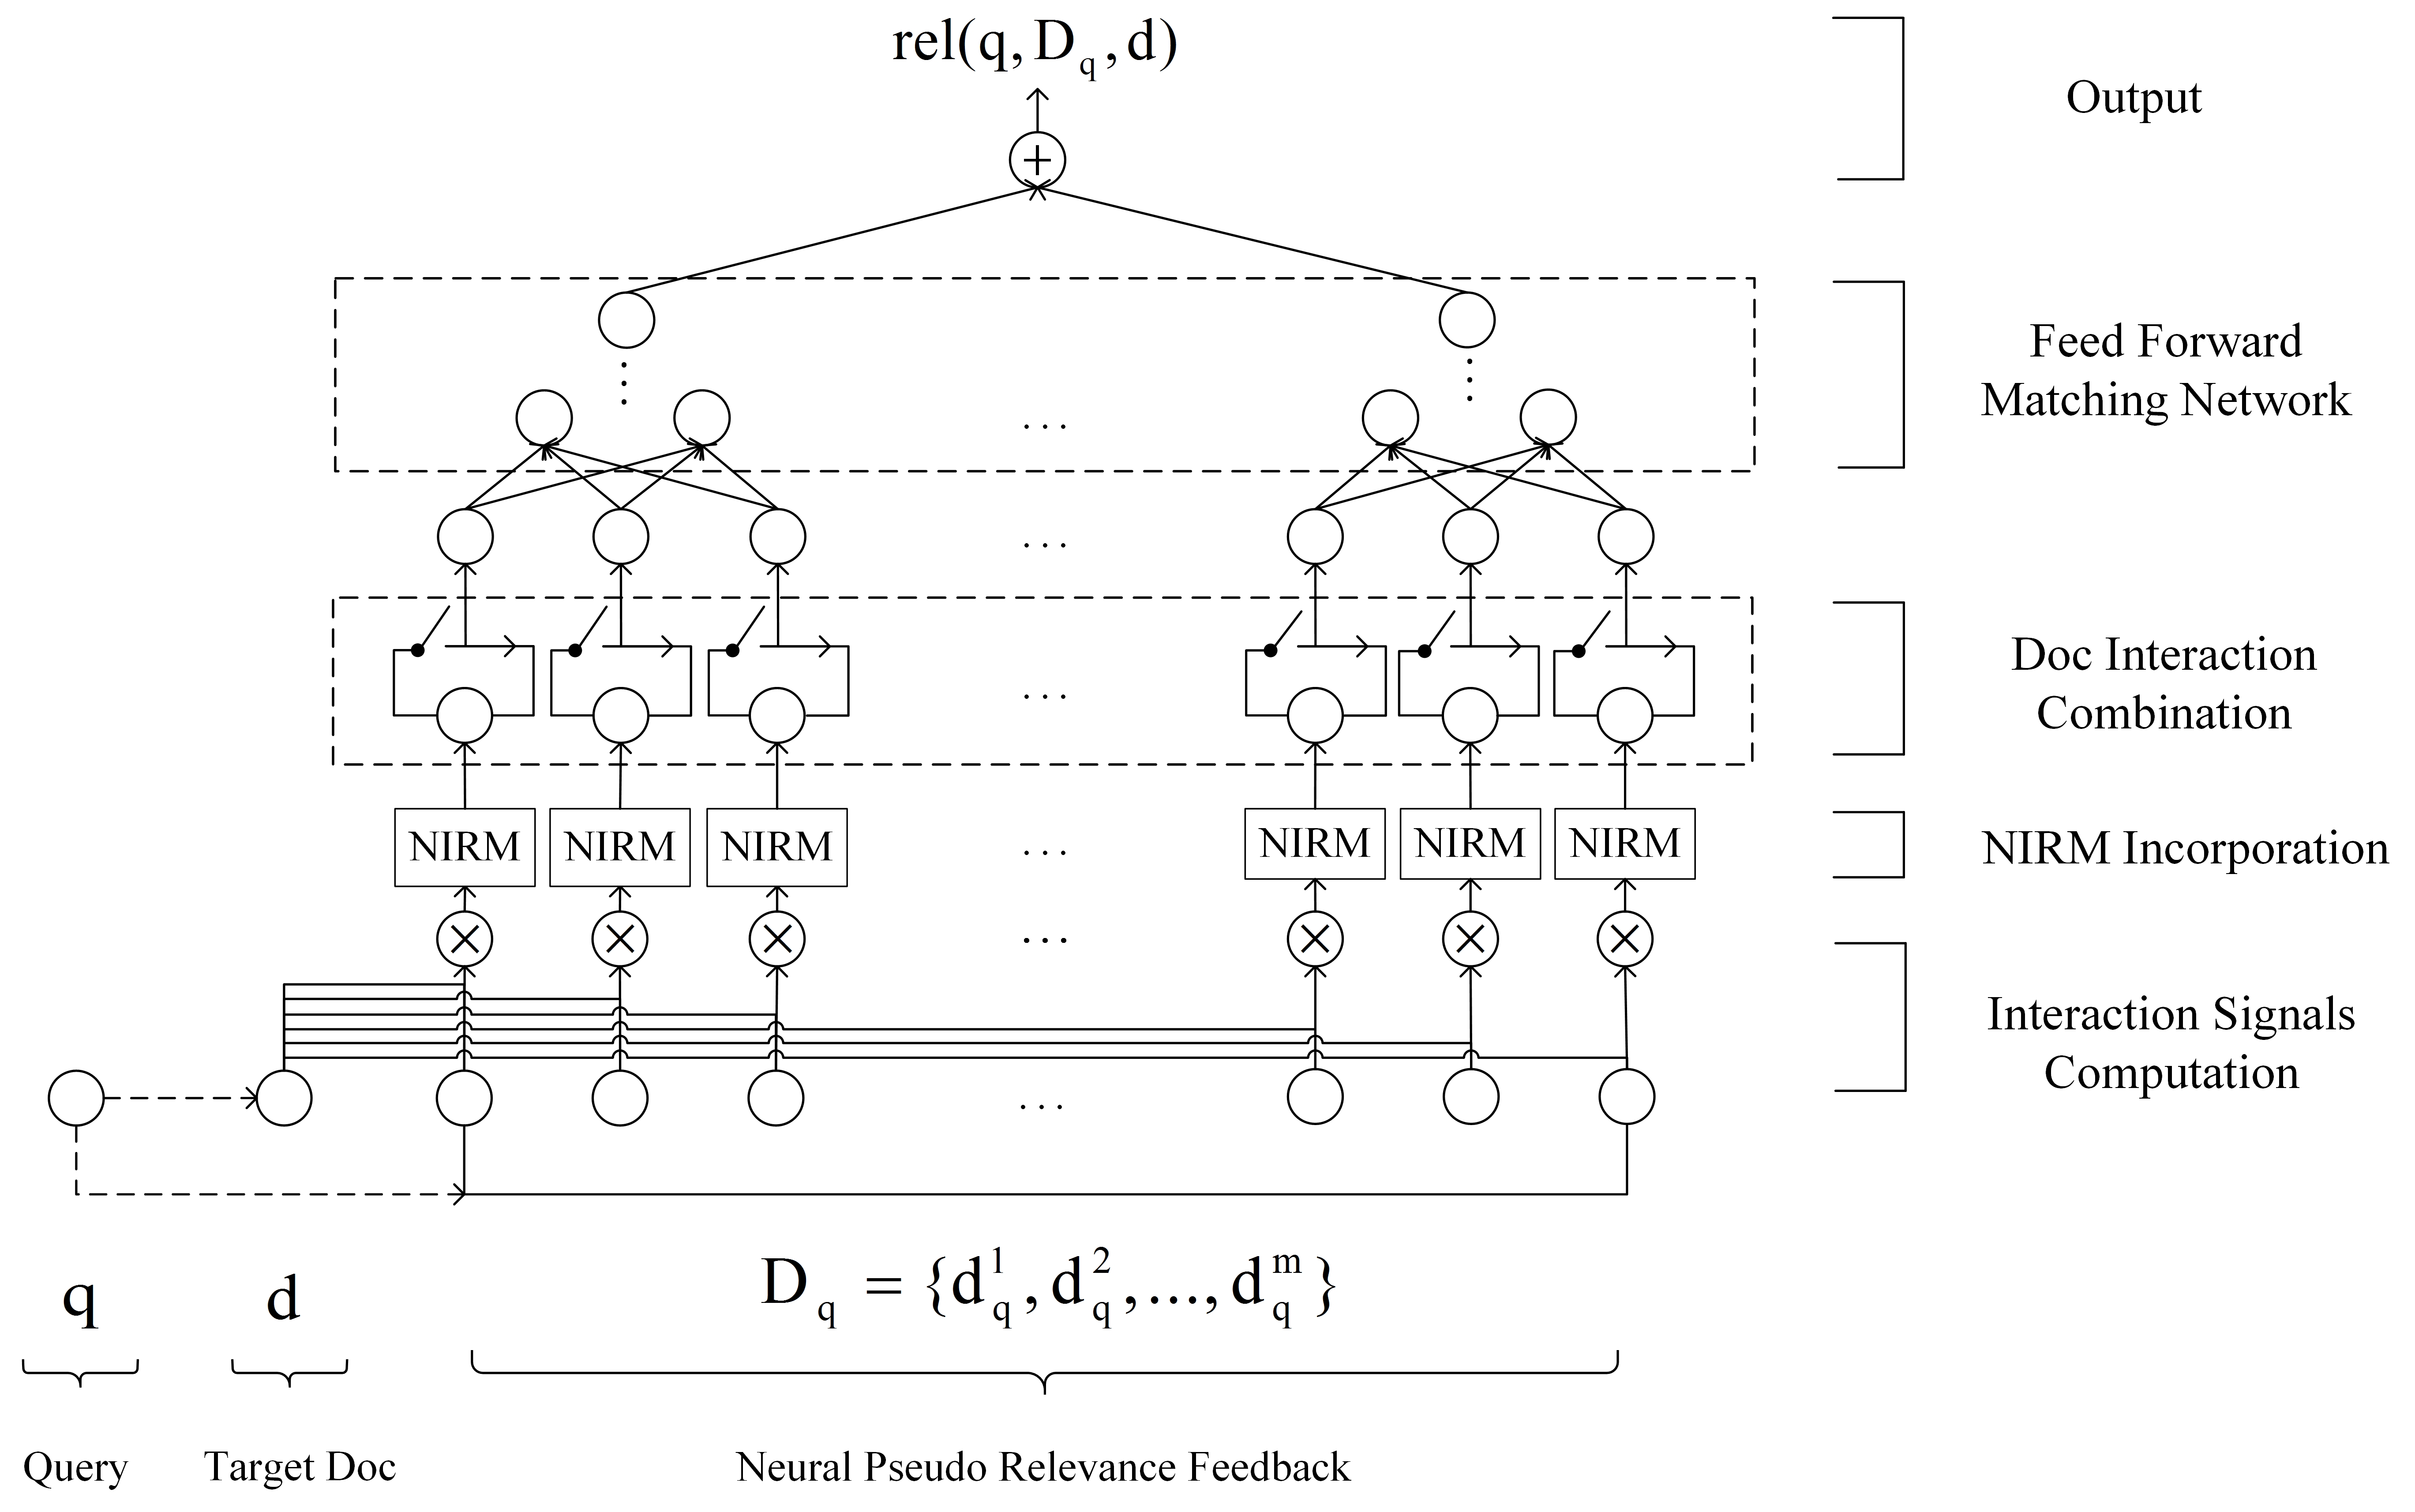 rel(q, D_q, d)
Output
Feed Forward
Matching Network
...
...
Doc Interaction
Combination
...
NIRM NIRM NIRM ... NIRM NIRM NIRM
NIRM Incorporation
...
Interaction Signals
Computation
...
q d D_q = {d_q^1, d_q^2, ..., d_q^m}
Query Target Doc Neural Pseudo Relevance Feedback